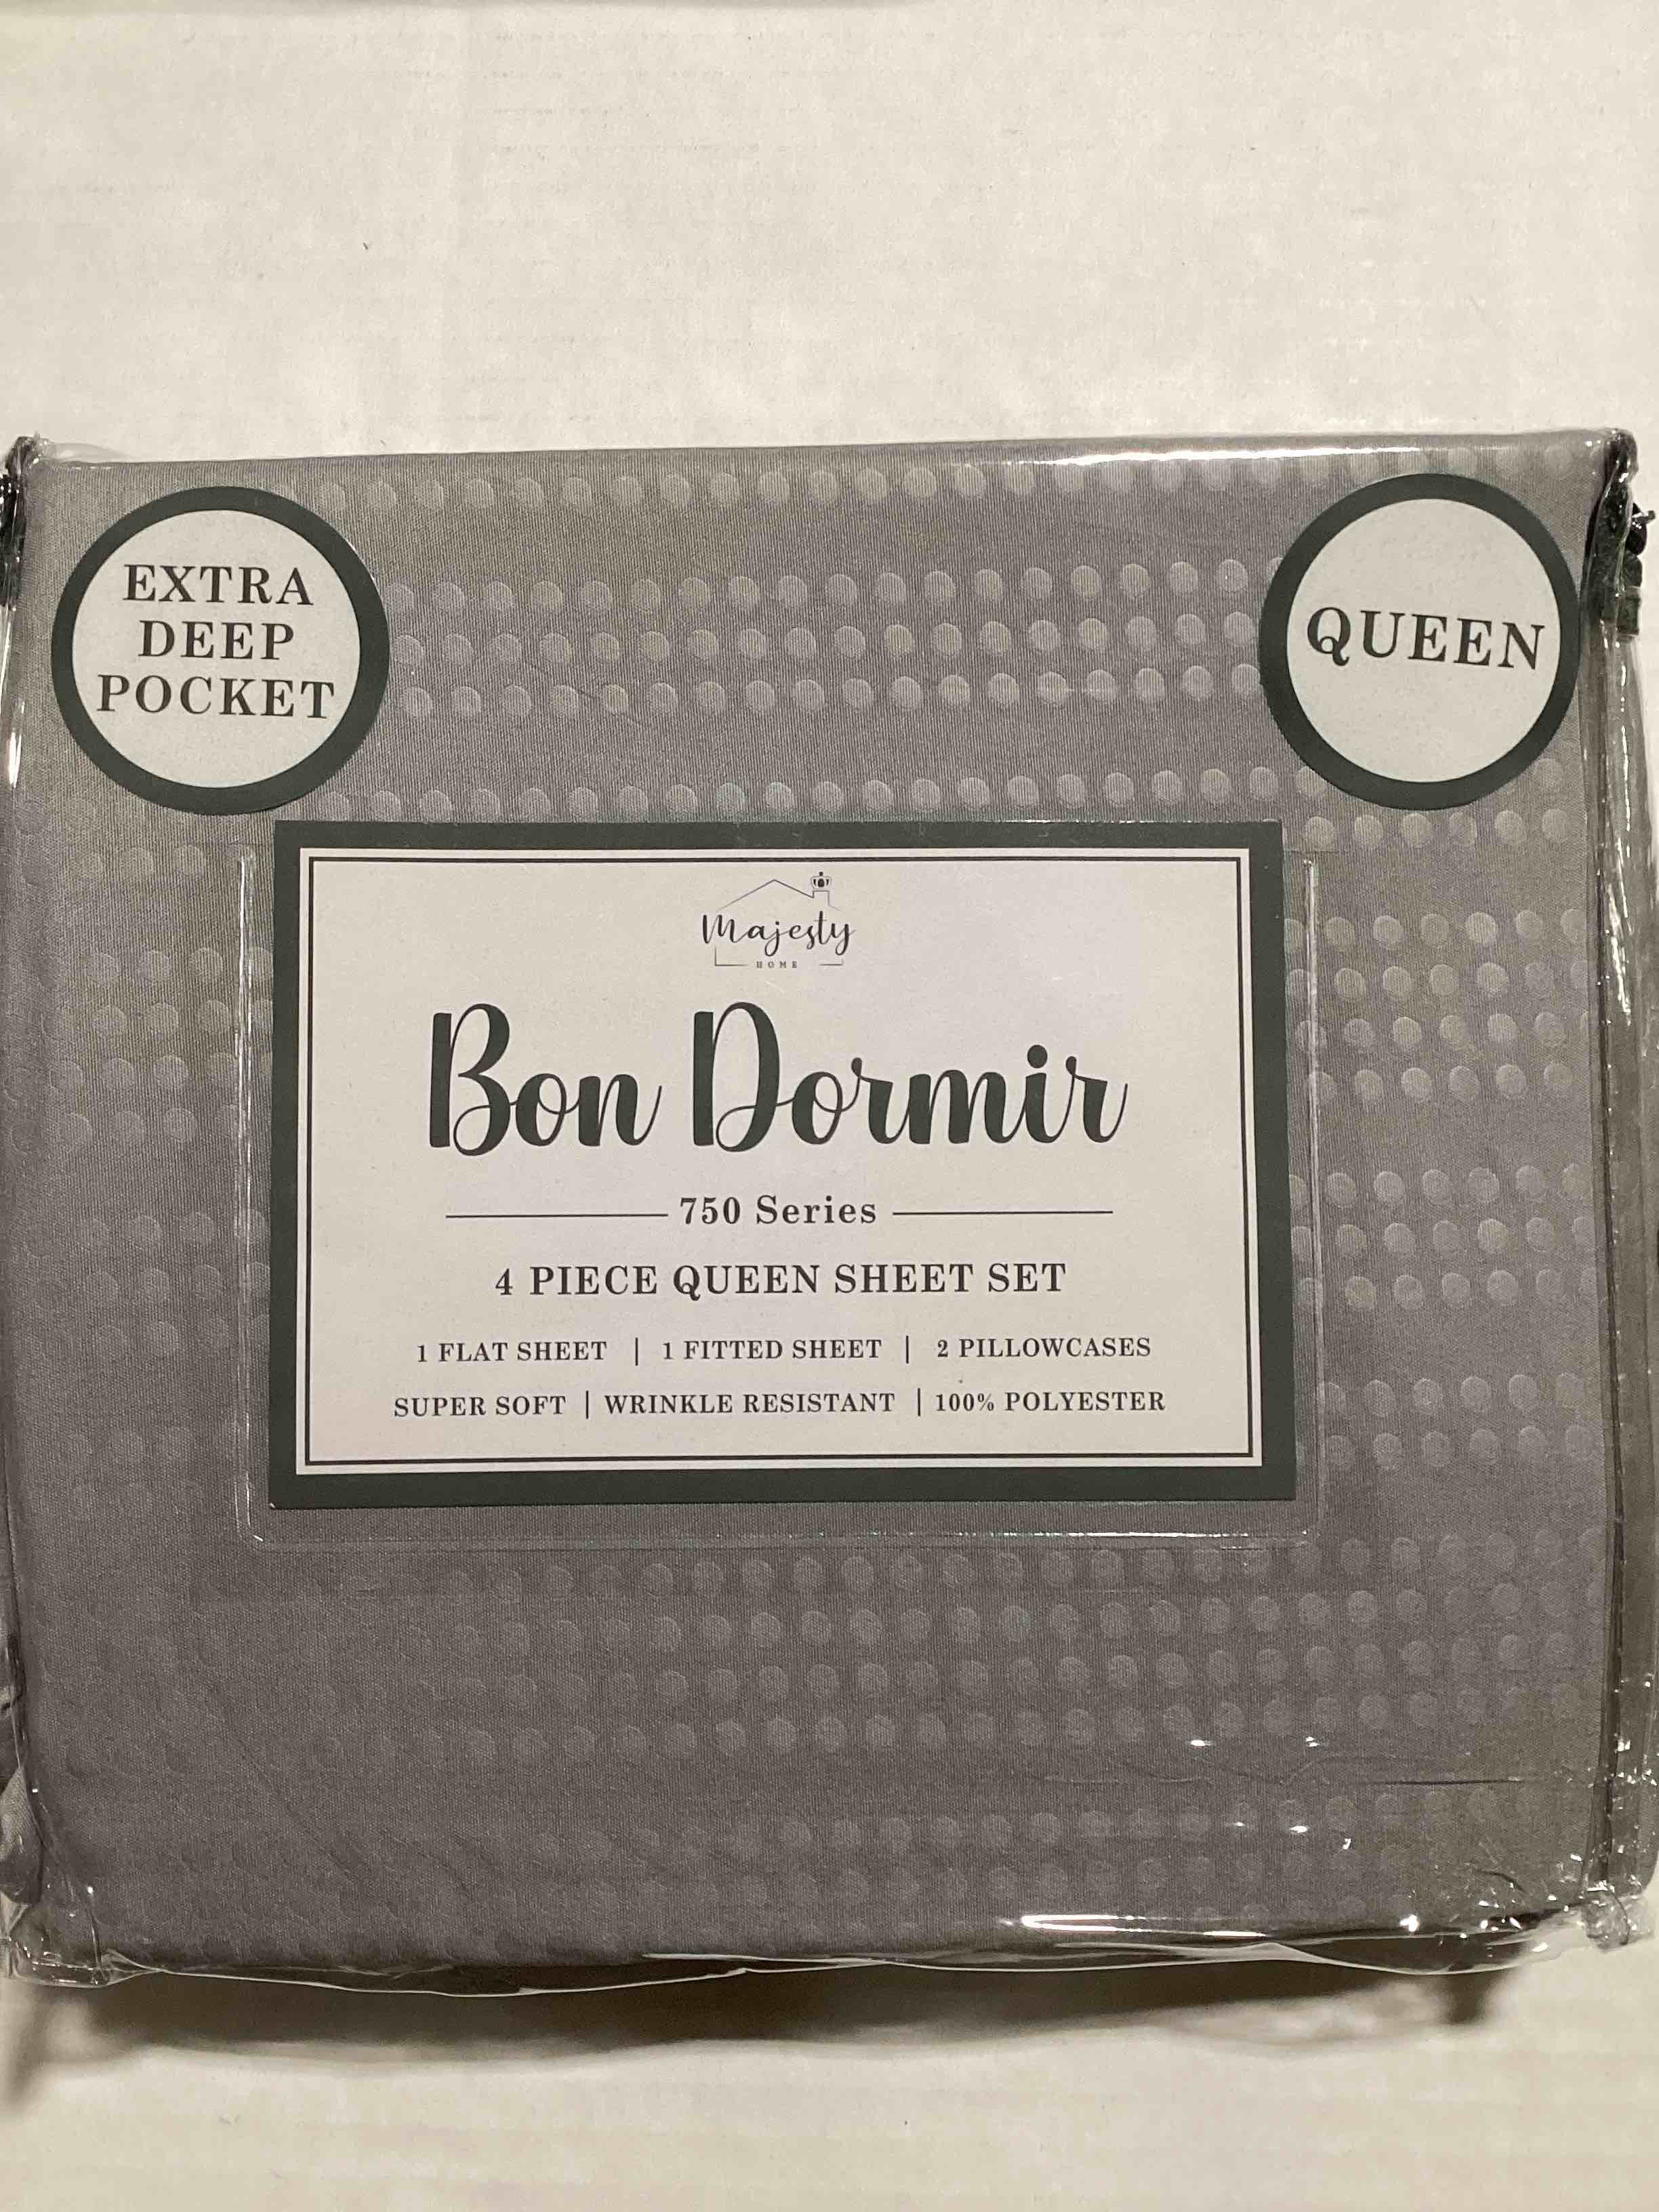 EXTRA
DEEP
POCKET
QUEEN
Majesty
HOME
Bon Dormir
750 Series
4 PIECE QUEEN SHEET SET
1 FLAT SHEET | 1 FITTED SHEET | 2 PILLOWCASES
SUPER SOFT | WRINKLE RESISTANT | 100% POLYESTER